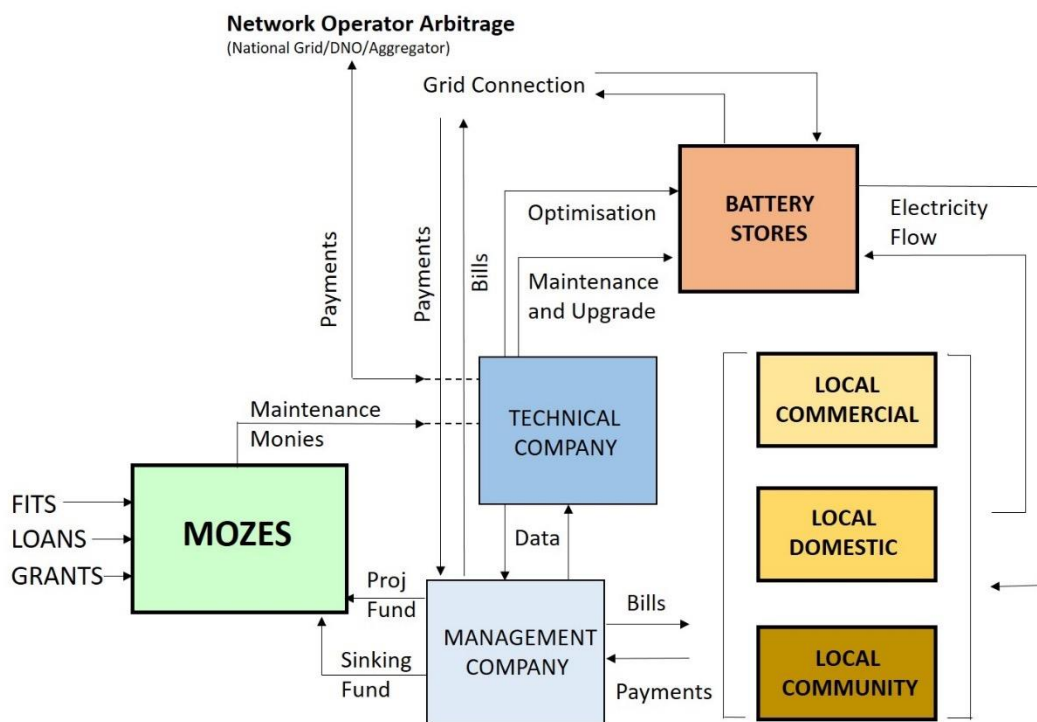 Network Operator Arbitrage
(National Grid/DNO/Aggregator)
Grid Connection
Payments
Payments
Bills
Optimisation
Maintenance
and Upgrade
BATTERY
STORES
Electricity
Flow
Maintenance
Monies
TECHNICAL
COMPANY
LOCAL
COMMERCIAL
FITS
LOANS
GRANTS
MOZES
Data
LOCAL
DOMESTIC
Proj
Fund
Sinking
Fund
MANAGEMENT
COMPANY
Bills
Payments
LOCAL
COMMUNITY